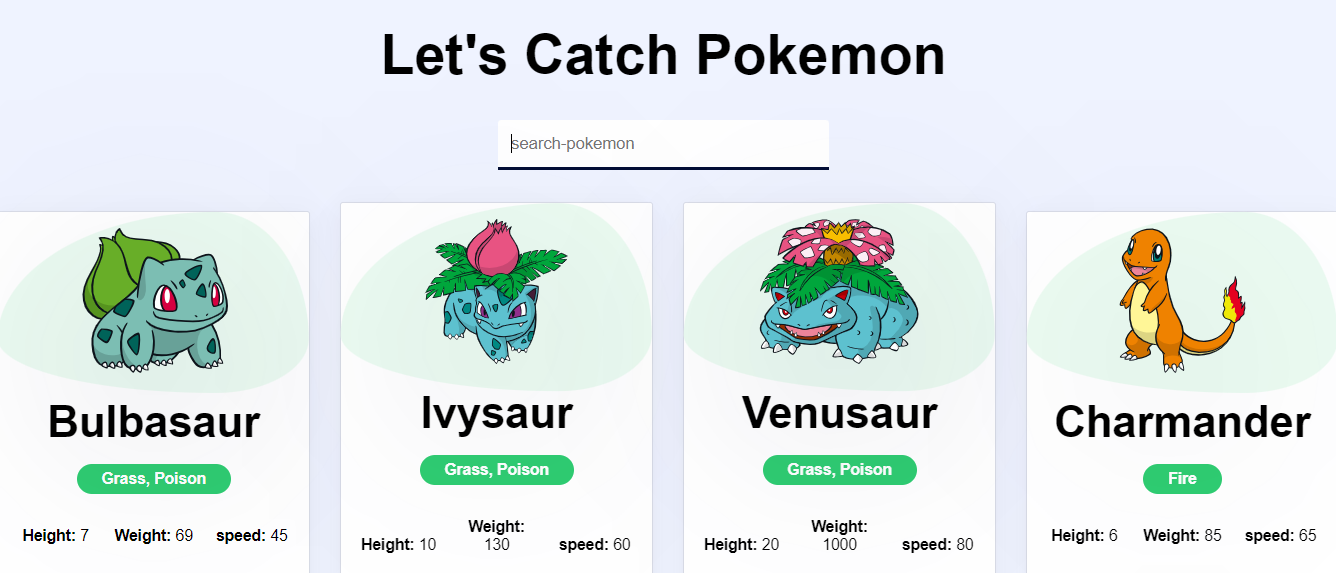 Let's Catch Pokemon
search-pokemon
Bulbasaur
Grass, Poison
Height: 7 Weight: 69 speed: 45
Ivysaur
Grass, Poison
Height: 10 Weight:
130 speed: 60
Venusaur
Grass, Poison
Height: 20 Weight:
1000 speed: 80
Charmander
Fire
Height: 6 Weight: 85 speed: 65